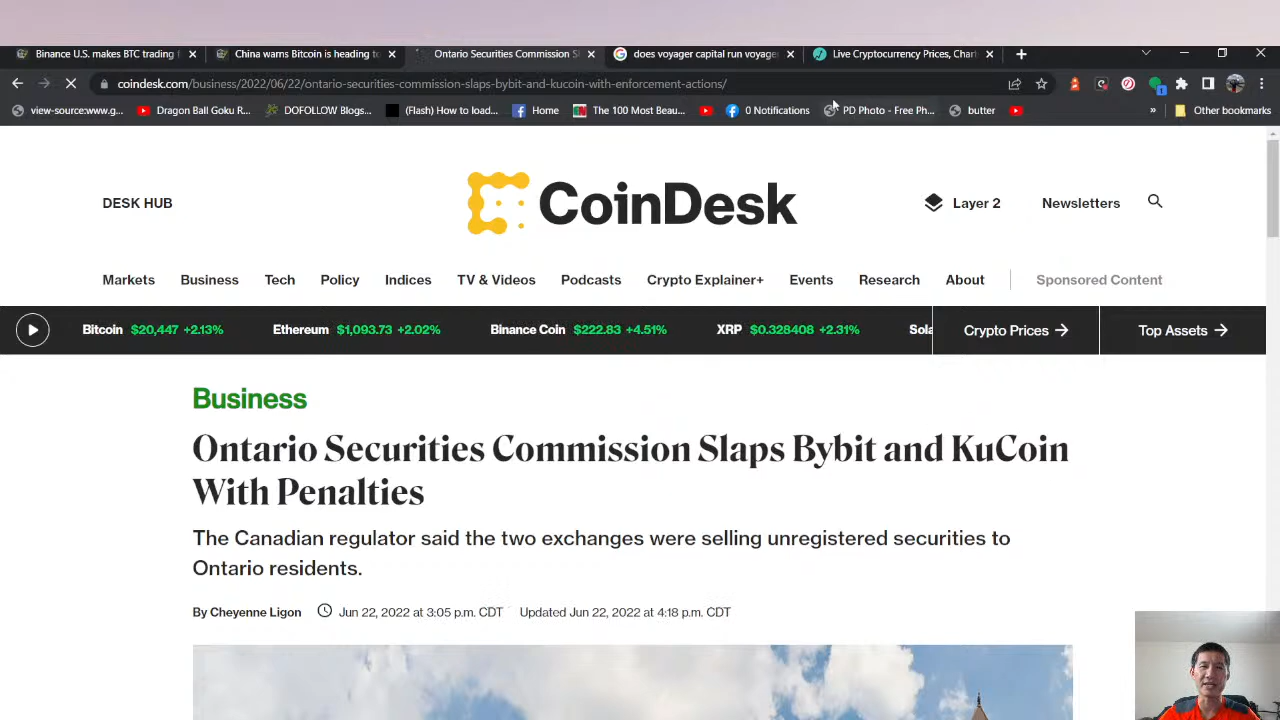 Binance U.S. makes BTC trading f
China warns Bitcoin is heading to
Ontario Securities Commission Sl
does voyager capital run voyager
Live Cryptocurrency Prices, Chart
coindesk.com/business/2022/06/22/ontario-securities-commission-slaps-bybit-and-kucoin-with-enforcement-actions/
view-source:www.g...
Dragon Ball Goku R...
DOFOLLOW Blogs...
(Flash) How to load...
Home
The 100 Most Beau...
0 Notifications
PD Photo - Free Ph...
butter
»
Other bookmarks
DESK HUB
CoinDesk
Layer 2
Newsletters
Markets
Business
Tech
Policy
Indices
TV & Videos
Podcasts
Crypto Explainer+
Events
Research
About
Sponsored Content
Bitcoin $20,447 +2.13%
Ethereum $1,093.73 +2.02%
Binance Coin $222.83 +4.51%
XRP $0.328408 +2.31%
Sola
Crypto Prices →
Top Assets →
Business
Ontario Securities Commission Slaps Bybit and KuCoin
With Penalties
The Canadian regulator said the two exchanges were selling unregistered securities to
Ontario residents.
By Cheyenne Ligon
Jun 22, 2022 at 3:05 p.m. CDT
Updated Jun 22, 2022 at 4:18 p.m. CDT